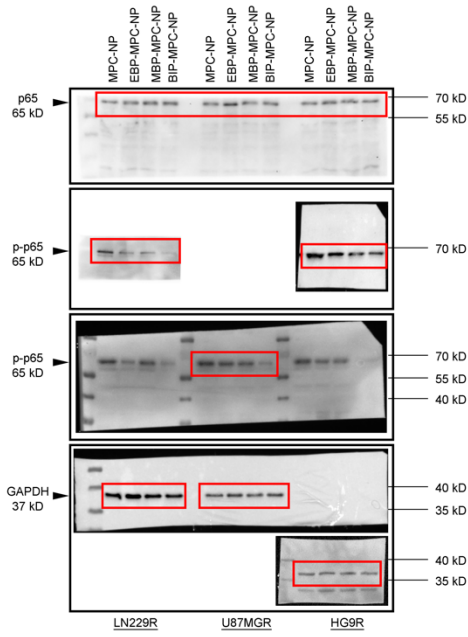 MPC-NP
EBP-MPC-NP
MBP-MPC-NP
BIP-MPC-NP
MPC-NP
EBP-MPC-NP
MBP-MPC-NP
BIP-MPC-NP
MPC-NP
EBP-MPC-NP
MBP-MPC-NP
BIP-MPC-NP
p65
65 kD
70 kD
55 kD
p-p65
65 kD
70 kD
p-p65
65 kD
70 kD
55 kD
40 kD
GAPDH
37 kD
40 kD
35 kD
40 kD
35 kD
LN229R
U87MGR
HG9R